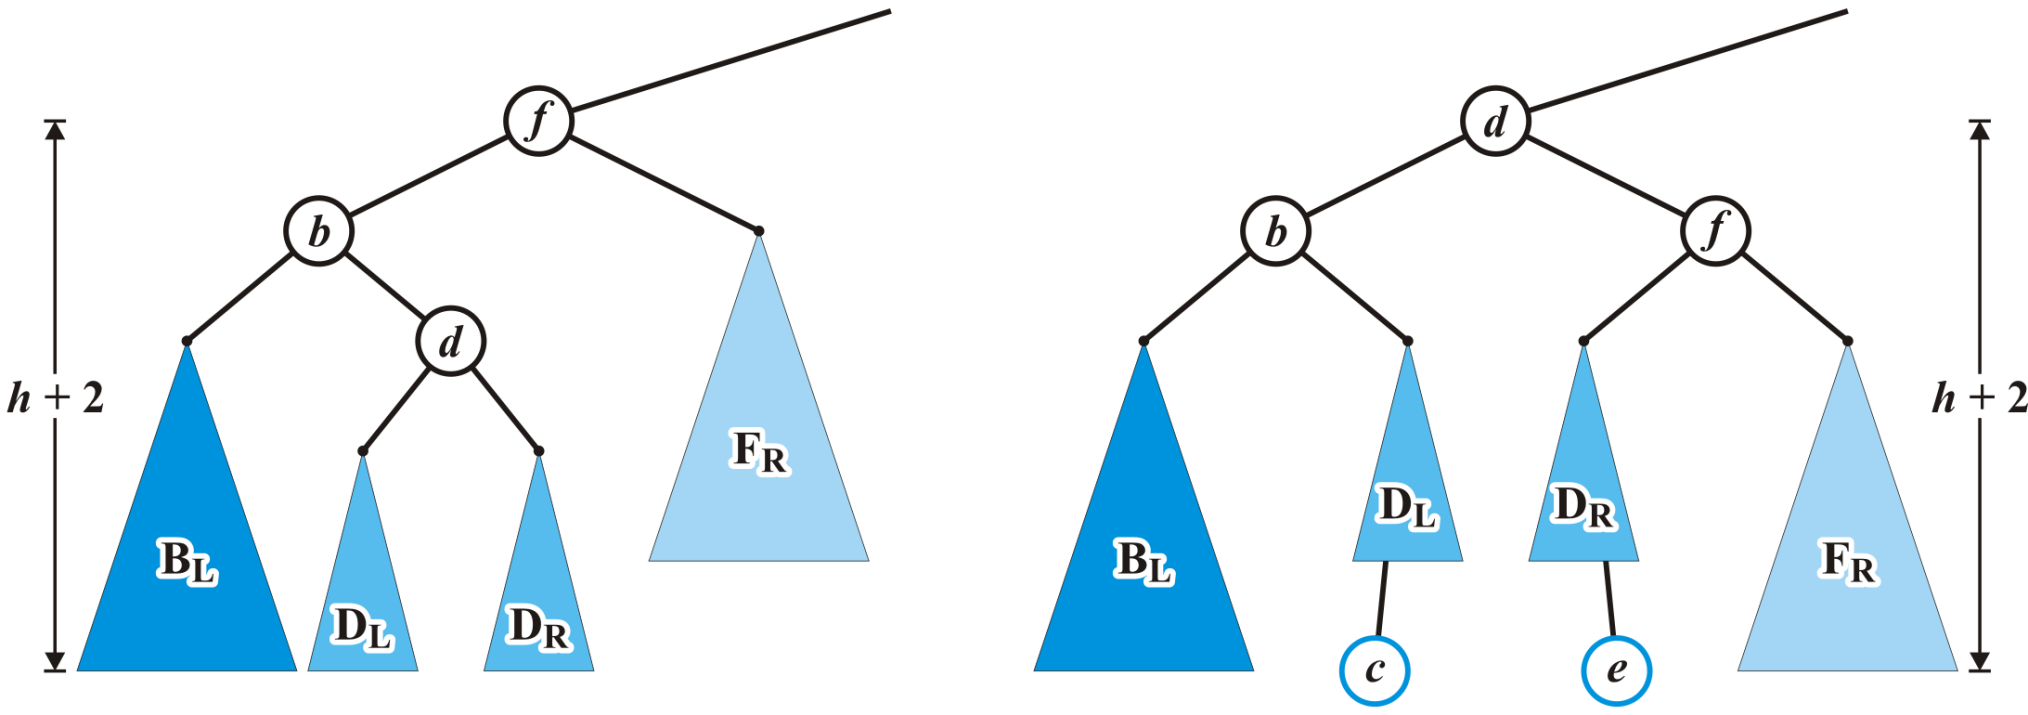 f
d
b
b
f
d
h + 2
h + 2
F_R
D_L
D_R
B_L
B_L
F_R
D_L
D_R
c
e